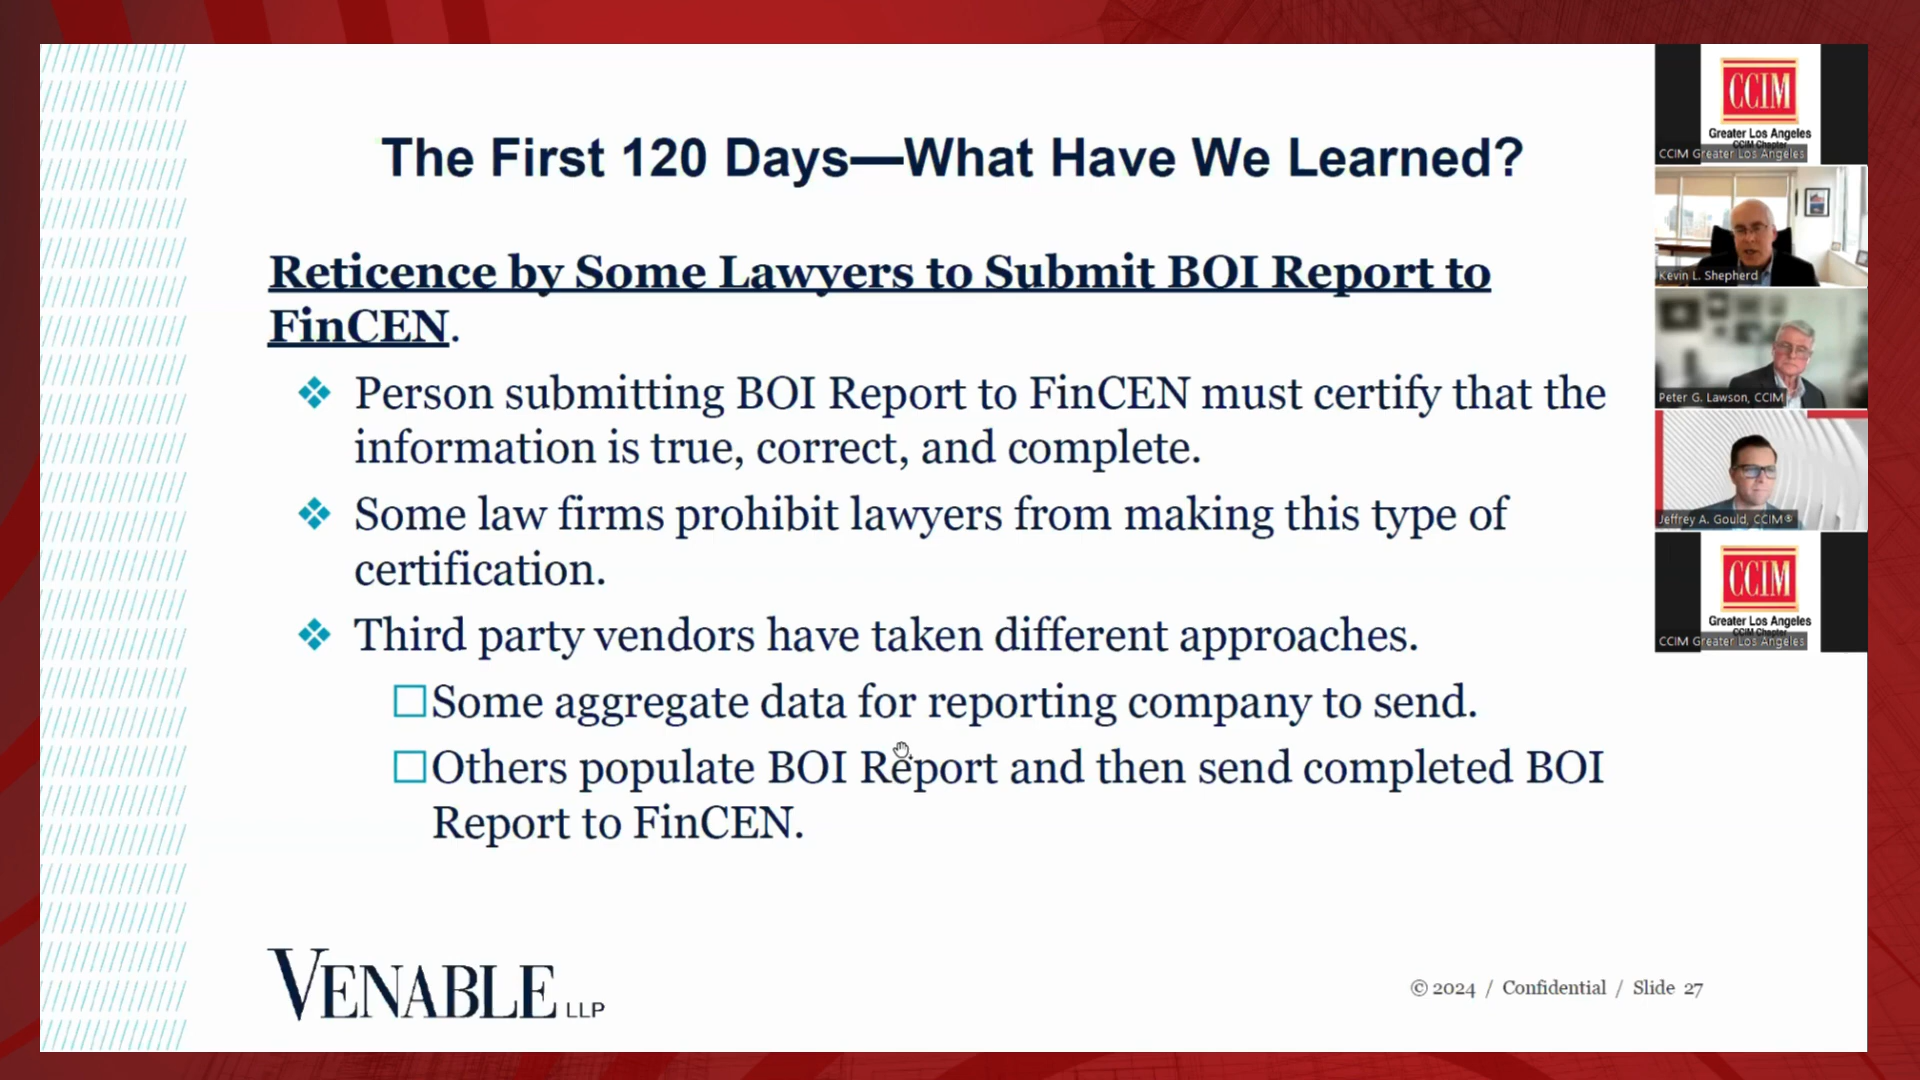 The First 120 Days—What Have We Learned?
Reticence by Some Lawyers to Submit BOI Report to
FinCEN.
❖ Person submitting BOI Report to FinCEN must certify that the
information is true, correct, and complete.
❖ Some law firms prohibit lawyers from making this type of
certification.
❖ Third party vendors have taken different approaches.
☐Some aggregate data for reporting company to send.
☐Others populate BOI Report and then send completed BOI
Report to FinCEN.
VENABLE LLP
© 2024 / Confidential / Slide 27
CCIM
Greater Los Angeles
CCIM Chapter
CCIM Greater Los Angeles
Kevin L. Shepherd
Peter G. Lawson, CCIM
Jeffrey A. Gould, CCIM®
CCIM
Greater Los Angeles
CCIM Chapter
CCIM Greater Los Angeles